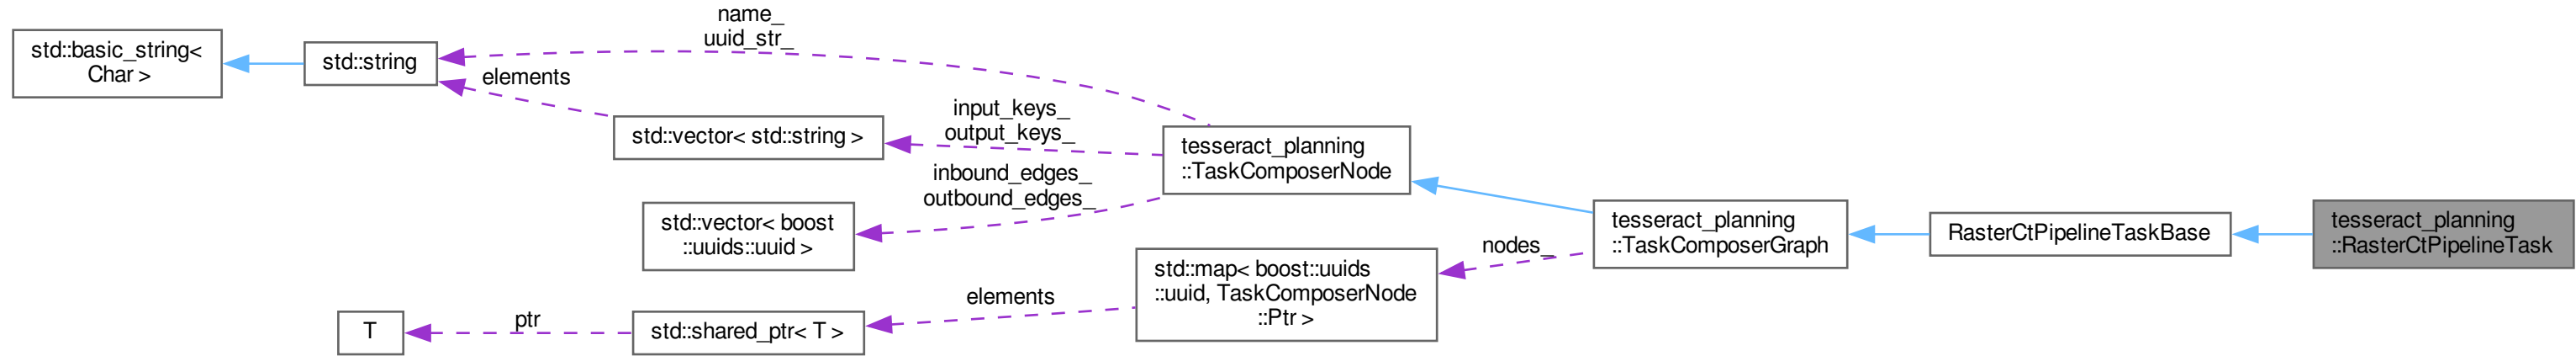 name_
uuid_str_
std::basic_string<
Char >
std::string
elements
std::vector< std::string >
input_keys_
output_keys_
tesseract_planning
::TaskComposerNode
inbound_edges_
outbound_edges_
std::vector< boost
::uuids::uuid >
tesseract_planning
::TaskComposerGraph
RasterCtPipelineTaskBase
tesseract_planning
::RasterCtPipelineTask
nodes_
std::map< boost::uuids
::uuid, TaskComposerNode
::Ptr >
elements
std::shared_ptr< T >
ptr
T